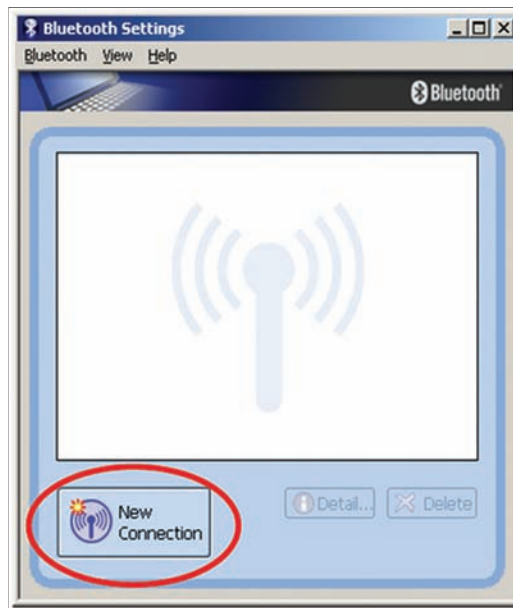 Bluetooth Settings
Bluetooth View Help
Bluetooth
New
Connection
Detail...
Delete